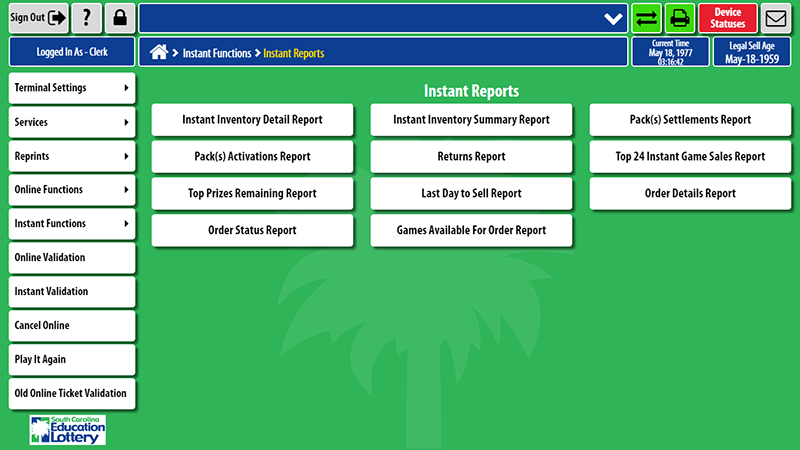 Sign Out
?
Device
Statuses
Logged In As - Clerk
Instant Functions > Instant Reports
Current Time
May 18, 1977
03:16:42
Legal Sell Age
May-18-1959
Terminal Settings
Services
Reprints
Online Functions
Instant Functions
Online Validation
Instant Validation
Cancel Online
Play It Again
Old Online Ticket Validation
Instant Reports
Instant Inventory Detail Report
Instant Inventory Summary Report
Pack(s) Settlements Report
Pack(s) Activations Report
Returns Report
Top 24 Instant Game Sales Report
Top Prizes Remaining Report
Last Day to Sell Report
Order Details Report
Order Status Report
Games Available For Order Report
South Carolina
Education
Lottery